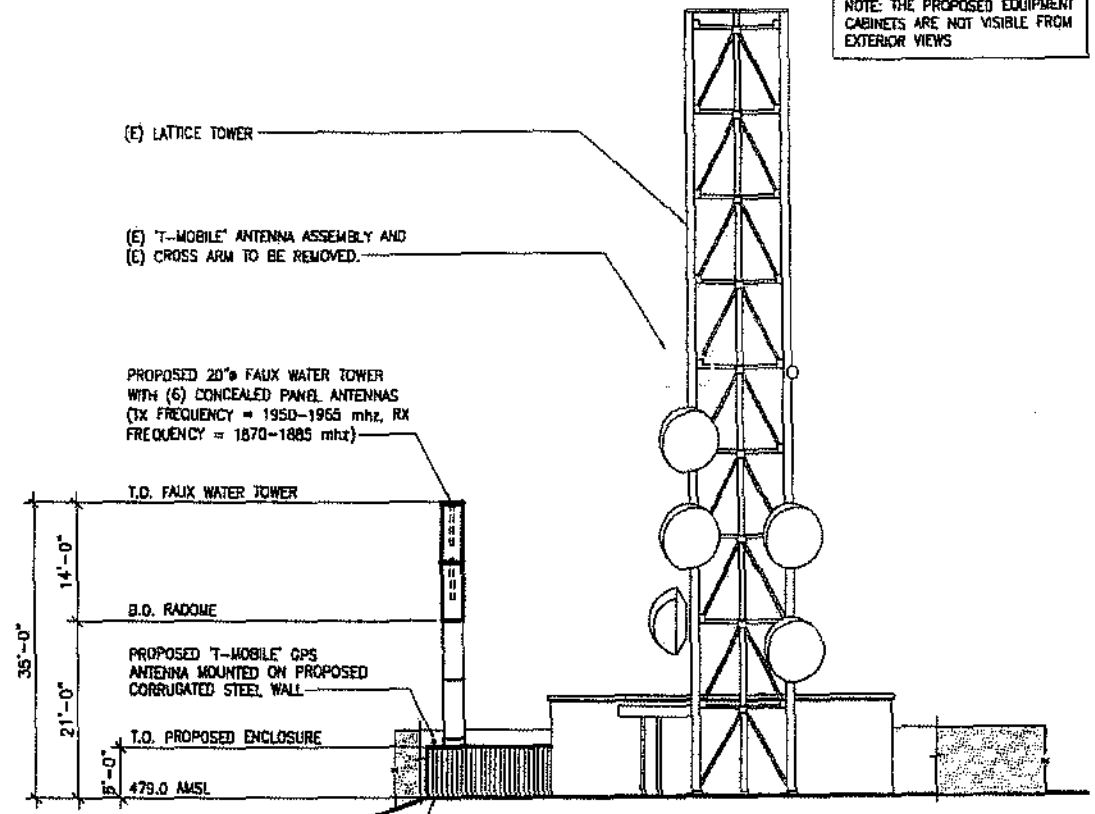 NOTE: THE PROPOSED EQUIPMENT
CABINETS ARE NOT VISIBLE FROM
EXTERIOR VIEWS
(E) LATTICE TOWER
(E) "T-MOBILE" ANTENNA ASSEMBLY AND
(E) CROSS ARM TO BE REMOVED.
PROPOSED 20"ø FAUX WATER TOWER
WITH (6) CONCEALED PANEL ANTENNAS
(TX FREQUENCY = 1950-1965 mhz, RX
FREQUENCY = 1870-1885 mhz)
T.O. FAUX WATER TOWER
14'-0"
B.O. RADOME
35'-0"
PROPOSED "T-MOBILE" GPS
ANTENNA MOUNTED ON PROPOSED
CORRUGATED STEEL WALL
21'-0"
T.O. PROPOSED ENCLOSURE
479.0 AMSL